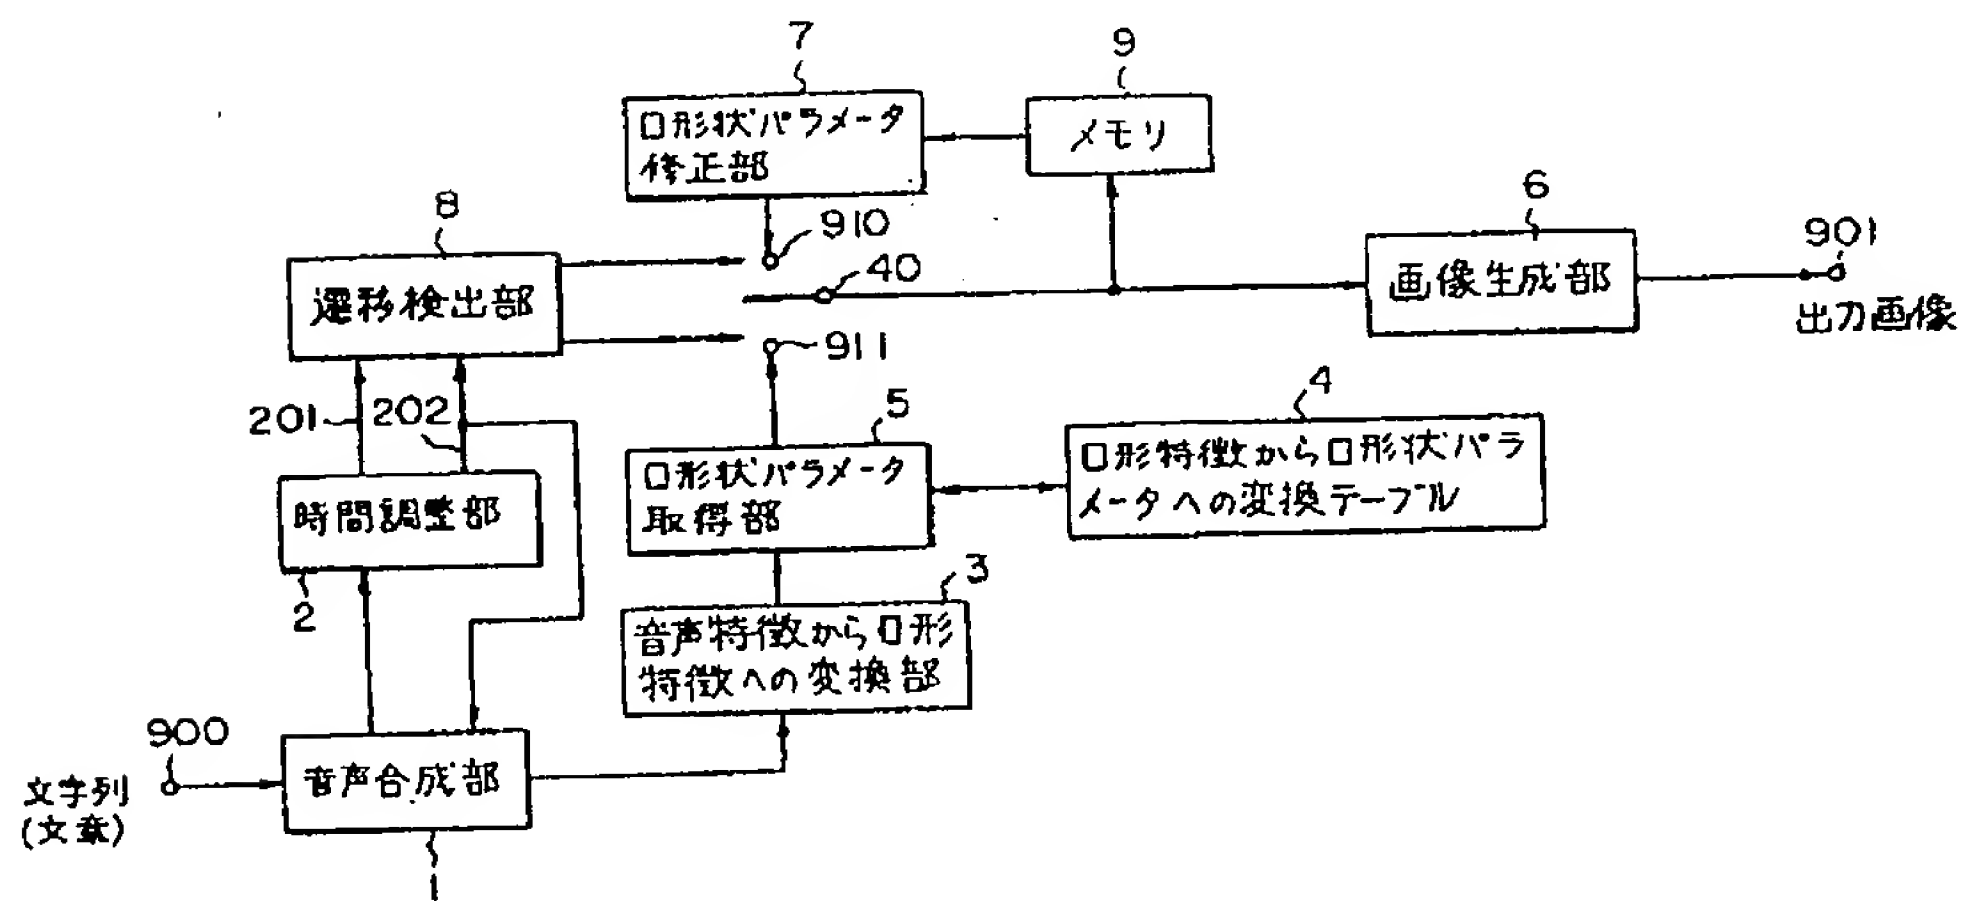 7
9
口形状パラメータ
修正部
メモリ
8
910
6
901
遷移検出部
40
画像生成部
出力画像
911
201
202
5
4
口形状パラメータ
取得部
口形特徴から口形状パラ
メータへの変換テーブル
時間調整部
2
3
音声特徴から口形
特徴への変換部
900
文字列
(文章)
音声合成部
1